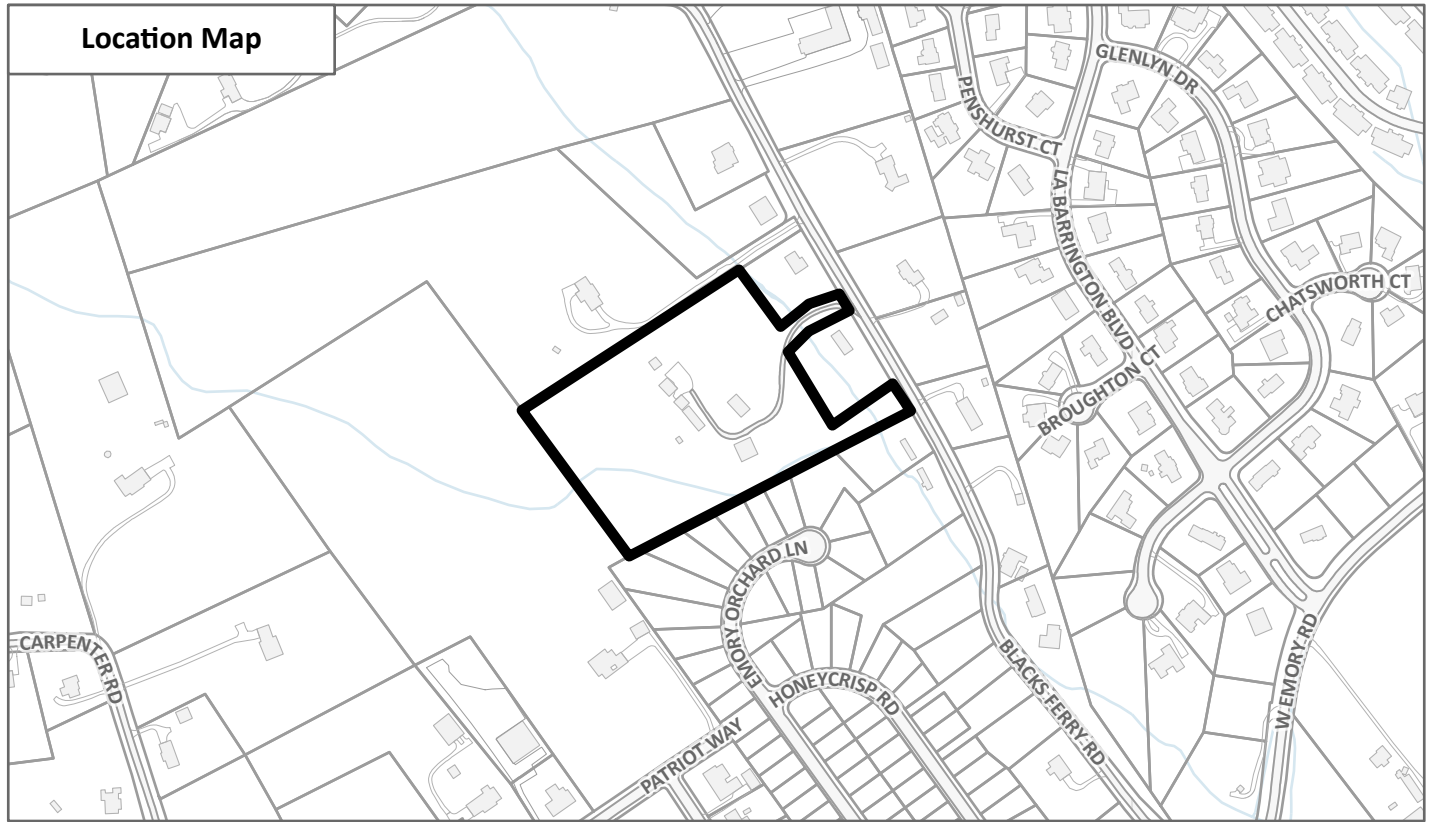 Location Map
GLENLYN DR
PENSHURST CT
LA BARRINGTON BLVD
CHATSWORTH CT
BROUGHTON CT
EMORY ORCHARD LN
CARPENTER RD
HONEYCRISP RD
BLACKS FERRY RD
W EMORY RD
PATRIOT WAY